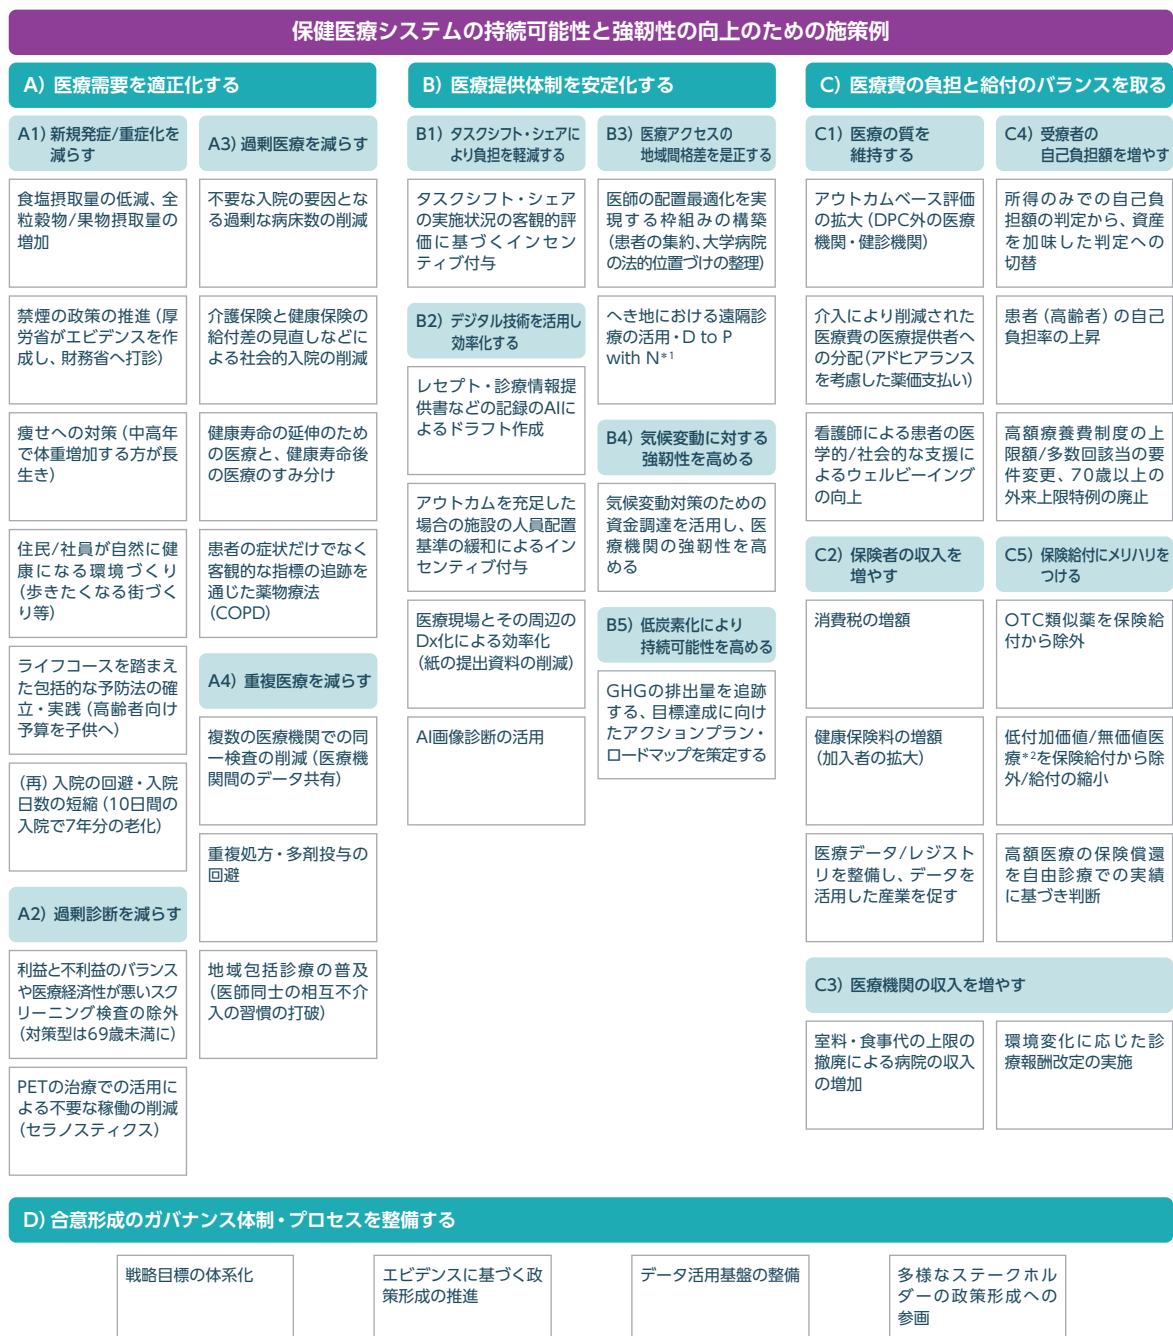 保健医療システムの持続可能性と強靭性の向上のための施策例
A) 医療需要を適正化する
A1) 新規発症/重症化を
減らす
食塩摂取量の低減、全
粒穀物/果物摂取量の
増加
禁煙の政策の推進（厚
労省がエビデンスを作
成し、財務省へ打診）
痩せへの対策（中高年
で体重増加する方が長
生き）
住民/社員が自然に健
康になる環境づくり
（歩きたくなる街づく
り等）
ライフコースを踏まえ
た包括的な予防法の確
立・実践（高齢者向け
予算を子供へ）
（再）入院の回避・入院
日数の短縮（10日間の
入院で7年分の老化）
A2) 過剰診断を減らす
利益と不利益のバランス
や医療経済性が悪いスク
リーニング検査の除外
（対策型は69歳未満に）
PETの治療での活用に
よる不要な稼働の削減
（セラノスティクス）
A3) 過剰医療を減らす
不要な入院の要因とな
る過剰な病床数の削減
介護保険と健康保険の
給付差の見直しなどに
よる社会的入院の削減
健康寿命の延伸のため
の医療と、健康寿命後
の医療のすみ分け
患者の症状だけでなく
客観的な指標の追跡を
通じた薬物療法
（COPD）
A4) 重複医療を減らす
複数の医療機関での同
一検査の削減（医療機
関間のデータ共有）
重複処方・多剤投与の
回避
地域包括診療の普及
（医師同士の相互不介
入の習慣の打破）
B) 医療提供体制を安定化する
B1) タスクシフト・シェアに
より負担を軽減する
タスクシフト・シェア
の実施状況の客観的評
価に基づくインセン
ティブ付与
B2) デジタル技術を活用し
効率化する
レセプト・診療情報提
供書などの記録のAIに
よるドラフト作成
アウトカムを充足した
場合の施設の人員配置
基準の緩和によるイン
センティブ付与
医療現場とその周辺の
Dx化による効率化
（紙の提出資料の削減）
AI画像診断の活用
B3) 医療アクセスの
地域間格差を是正する
医師の配置最適化を実
現する枠組みの構築
（患者の集約、大学病院
の法的位置づけの整理）
へき地における遠隔診
療の活用・D to P
with N*1
B4) 気候変動に対する
強靭性を高める
気候変動対策のための
資金調達を活用し、医
療機関の強靭性を高
める
B5) 低炭素化により
持続可能性を高める
GHGの排出量を追跡
する、目標達成に向け
たアクションプラン・
ロードマップを策定する
C) 医療費の負担と給付のバランスを取る
C1) 医療の質を
維持する
アウトカムベース評価
の拡大（DPC外の医療
機関・健診機関）
介入により削減された
医療費の医療提供者へ
の分配（アドヒアランス
を考慮した薬価支払い）
看護師による患者の医
学的/社会的な支援に
よるウェルビーイング
の向上
C2) 保険者の収入を
増やす
消費税の増額
健康保険料の増額
（加入者の拡大）
医療データ/レジスト
リを整備し、データを
活用した産業を促す
C4) 受療者の
自己負担額を増やす
所得のみでの自己負
担額の判定から、資産
を加味した判定への
切替
患者（高齢者）の自己
負担率の上昇
高額療養費制度の上
限額/多数回該当の要
件変更、70歳以上の
外来上限特例の廃止
C5) 保険給付にメリハリを
つける
OTC類似薬を保険給
付から除外
低付加価値/無価値医
療*2を保険給付から除
外/給付の縮小
高額医療の保険償還
を自由診療での実績
に基づき判断
C3) 医療機関の収入を増やす
室料・食事代の上限の
撤廃による病院の収入
の増加
環境変化に応じた診
療報酬改定の実施
D) 合意形成のガバナンス体制・プロセスを整備する
戦略目標の体系化
エビデンスに基づく政
策形成の推進
データ活用基盤の整備
多様なステークホル
ダーの政策形成への
参画